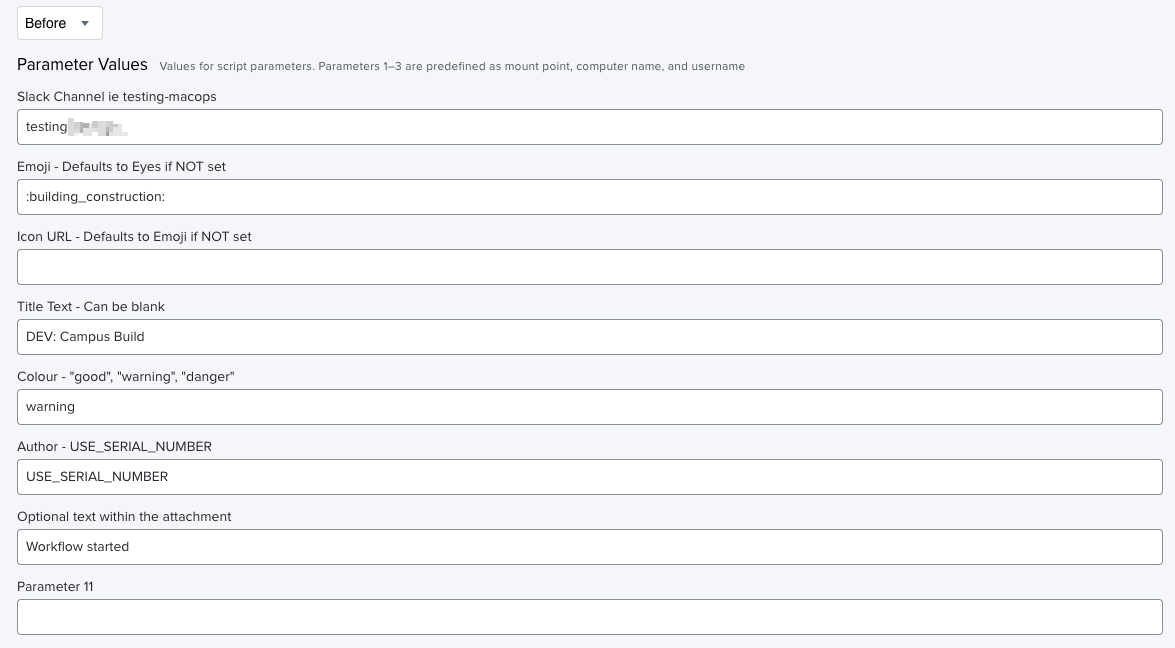 Before
Parameter Values Values for script parameters. Parameters 1–3 are predefined as mount point, computer name, and username
Slack Channel ie testing-macops
testing
Emoji - Defaults to Eyes if NOT set
:building_construction:
Icon URL - Defaults to Emoji if NOT set
Title Text - Can be blank
DEV: Campus Build
Colour - "good", "warning", "danger"
warning
Author - USE_SERIAL_NUMBER
USE_SERIAL_NUMBER
Optional text within the attachment
Workflow started
Parameter 11